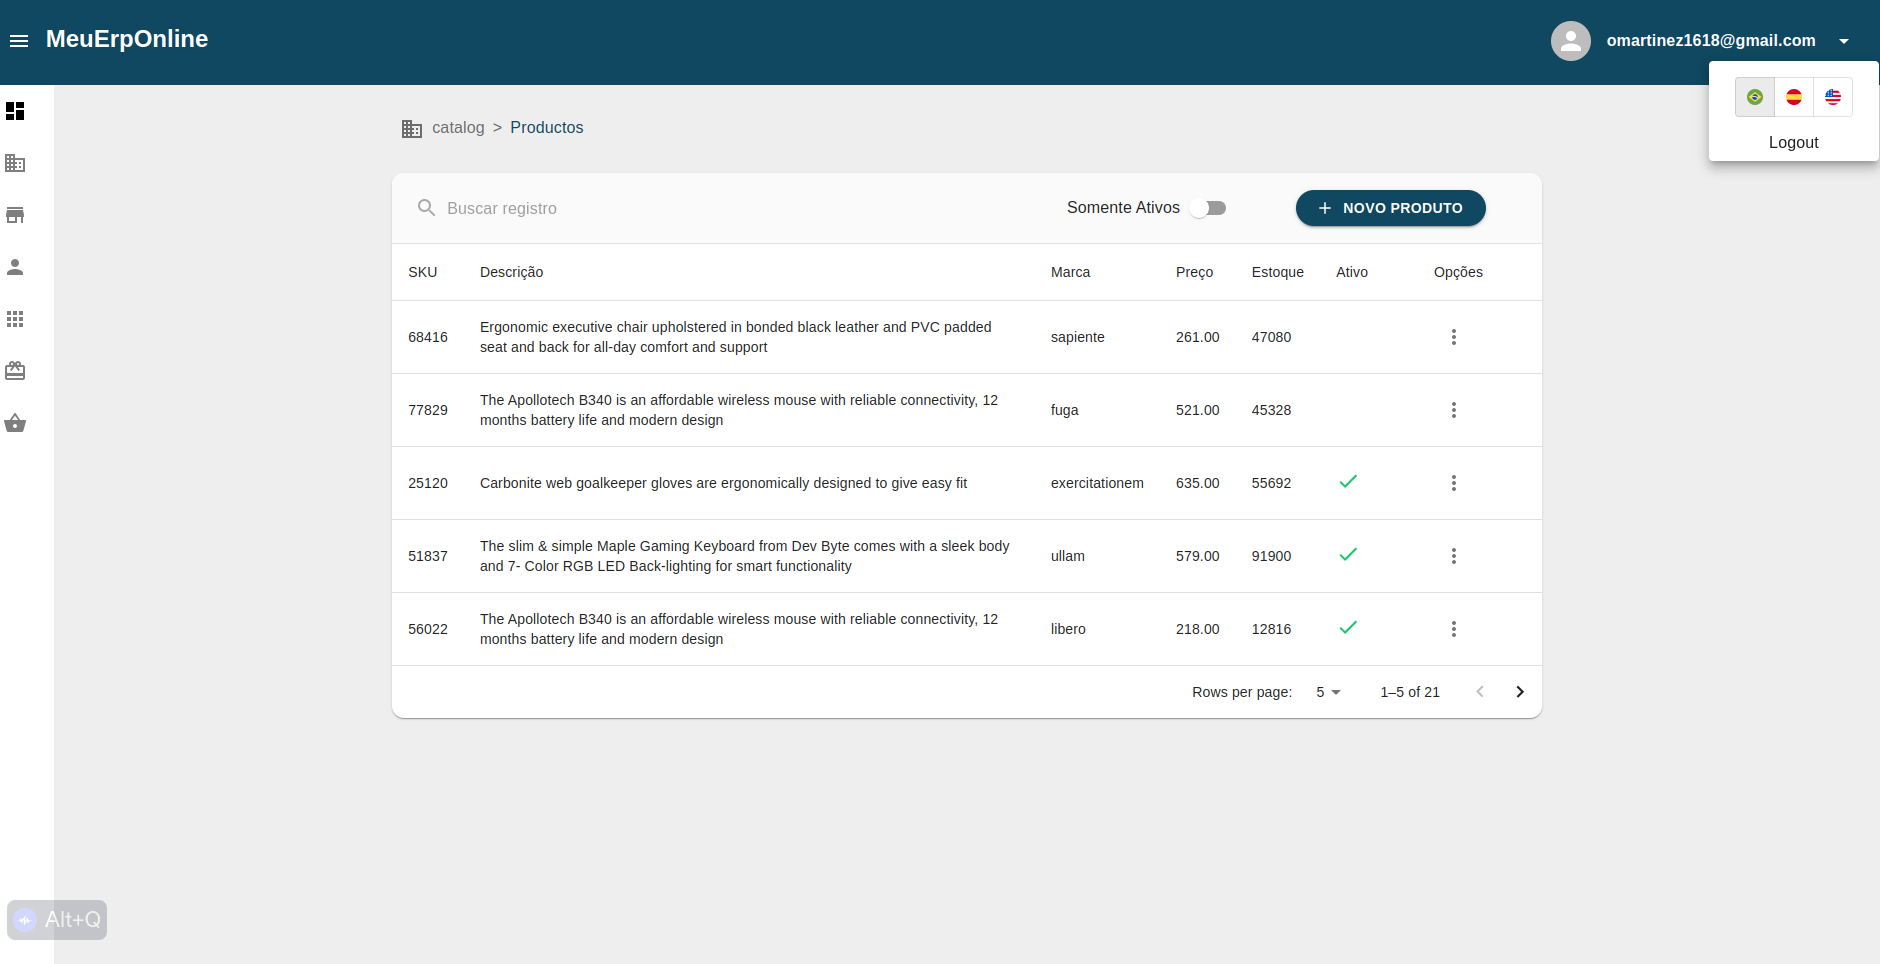 MeuErpOnline
omartinez1618@gmail.com
Logout
catalog > Productos
Buscar registro
Somente Ativos
NOVO PRODUTO
SKU Descrição Marca Preço Estoque Ativo Opções
68416 Ergonomic executive chair upholstered in bonded black leather and PVC padded
seat and back for all-day comfort and support sapiente 261.00 47080
77829 The Apollotech B340 is an affordable wireless mouse with reliable connectivity, 12
months battery life and modern design fuga 521.00 45328
25120 Carbonite web goalkeeper gloves are ergonomically designed to give easy fit exercitationem 635.00 55692
51837 The slim & simple Maple Gaming Keyboard from Dev Byte comes with a sleek body
and 7- Color RGB LED Back-lighting for smart functionality ullam 579.00 91900
56022 The Apollotech B340 is an affordable wireless mouse with reliable connectivity, 12
months battery life and modern design libero 218.00 12816
Rows per page: 5 1–5 of 21
Alt+Q